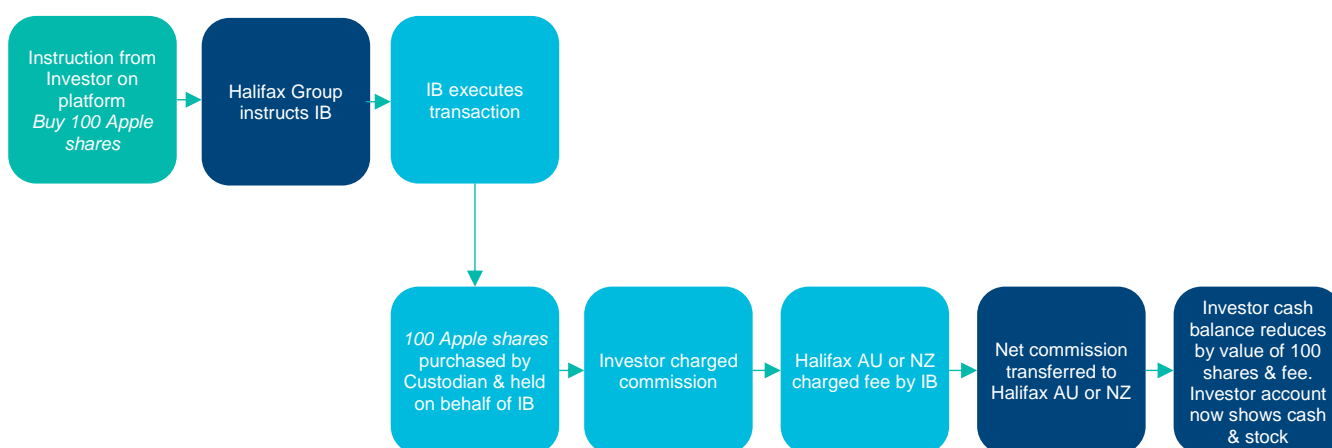 Instruction from
Investor on
platform
Buy 100 Apple
shares
Halifax Group
instructs IB
IB executes
transaction
100 Apple shares
purchased by
Custodian & held
on behalf of IB
Investor charged
commission
Halifax AU or NZ
charged fee by IB
Net commission
transferred to
Halifax AU or NZ
Investor cash
balance reduces
by value of 100
shares & fee.
Investor account
now shows cash
& stock